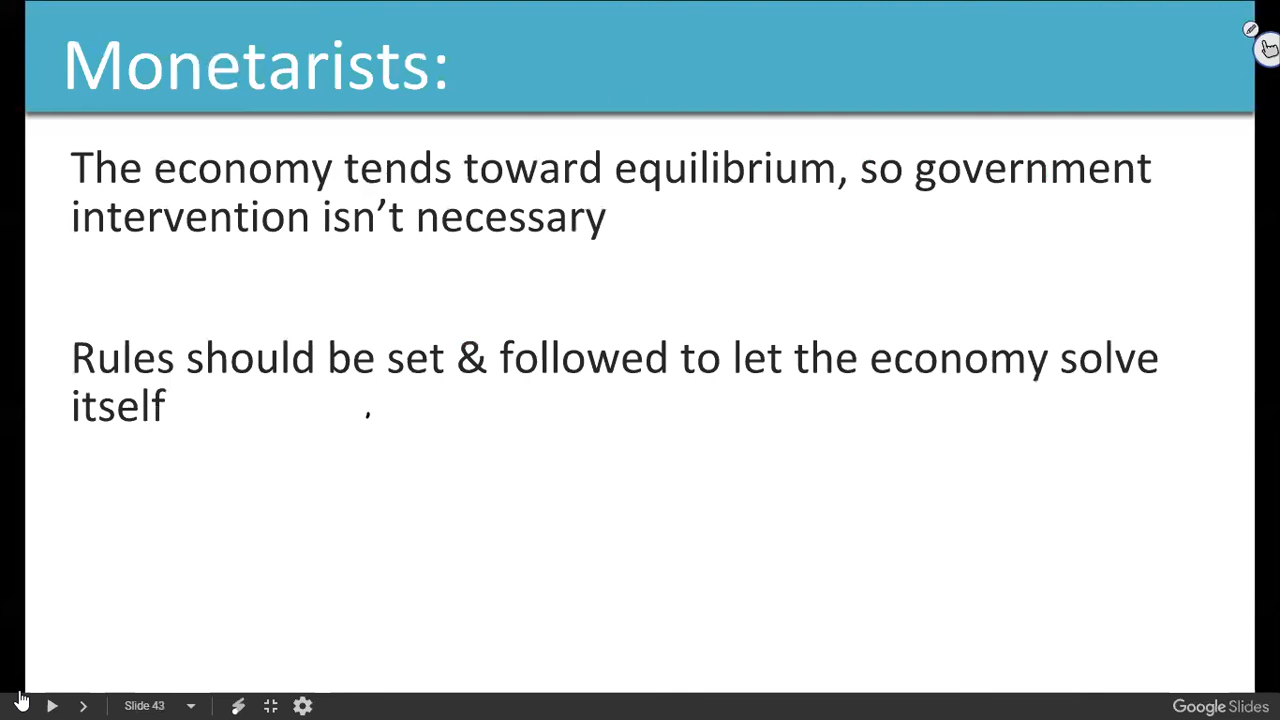 Monetarists:
The economy tends toward equilibrium, so government
intervention isn’t necessary
Rules should be set & followed to let the economy solve
itself
Slide 43
Google Slides